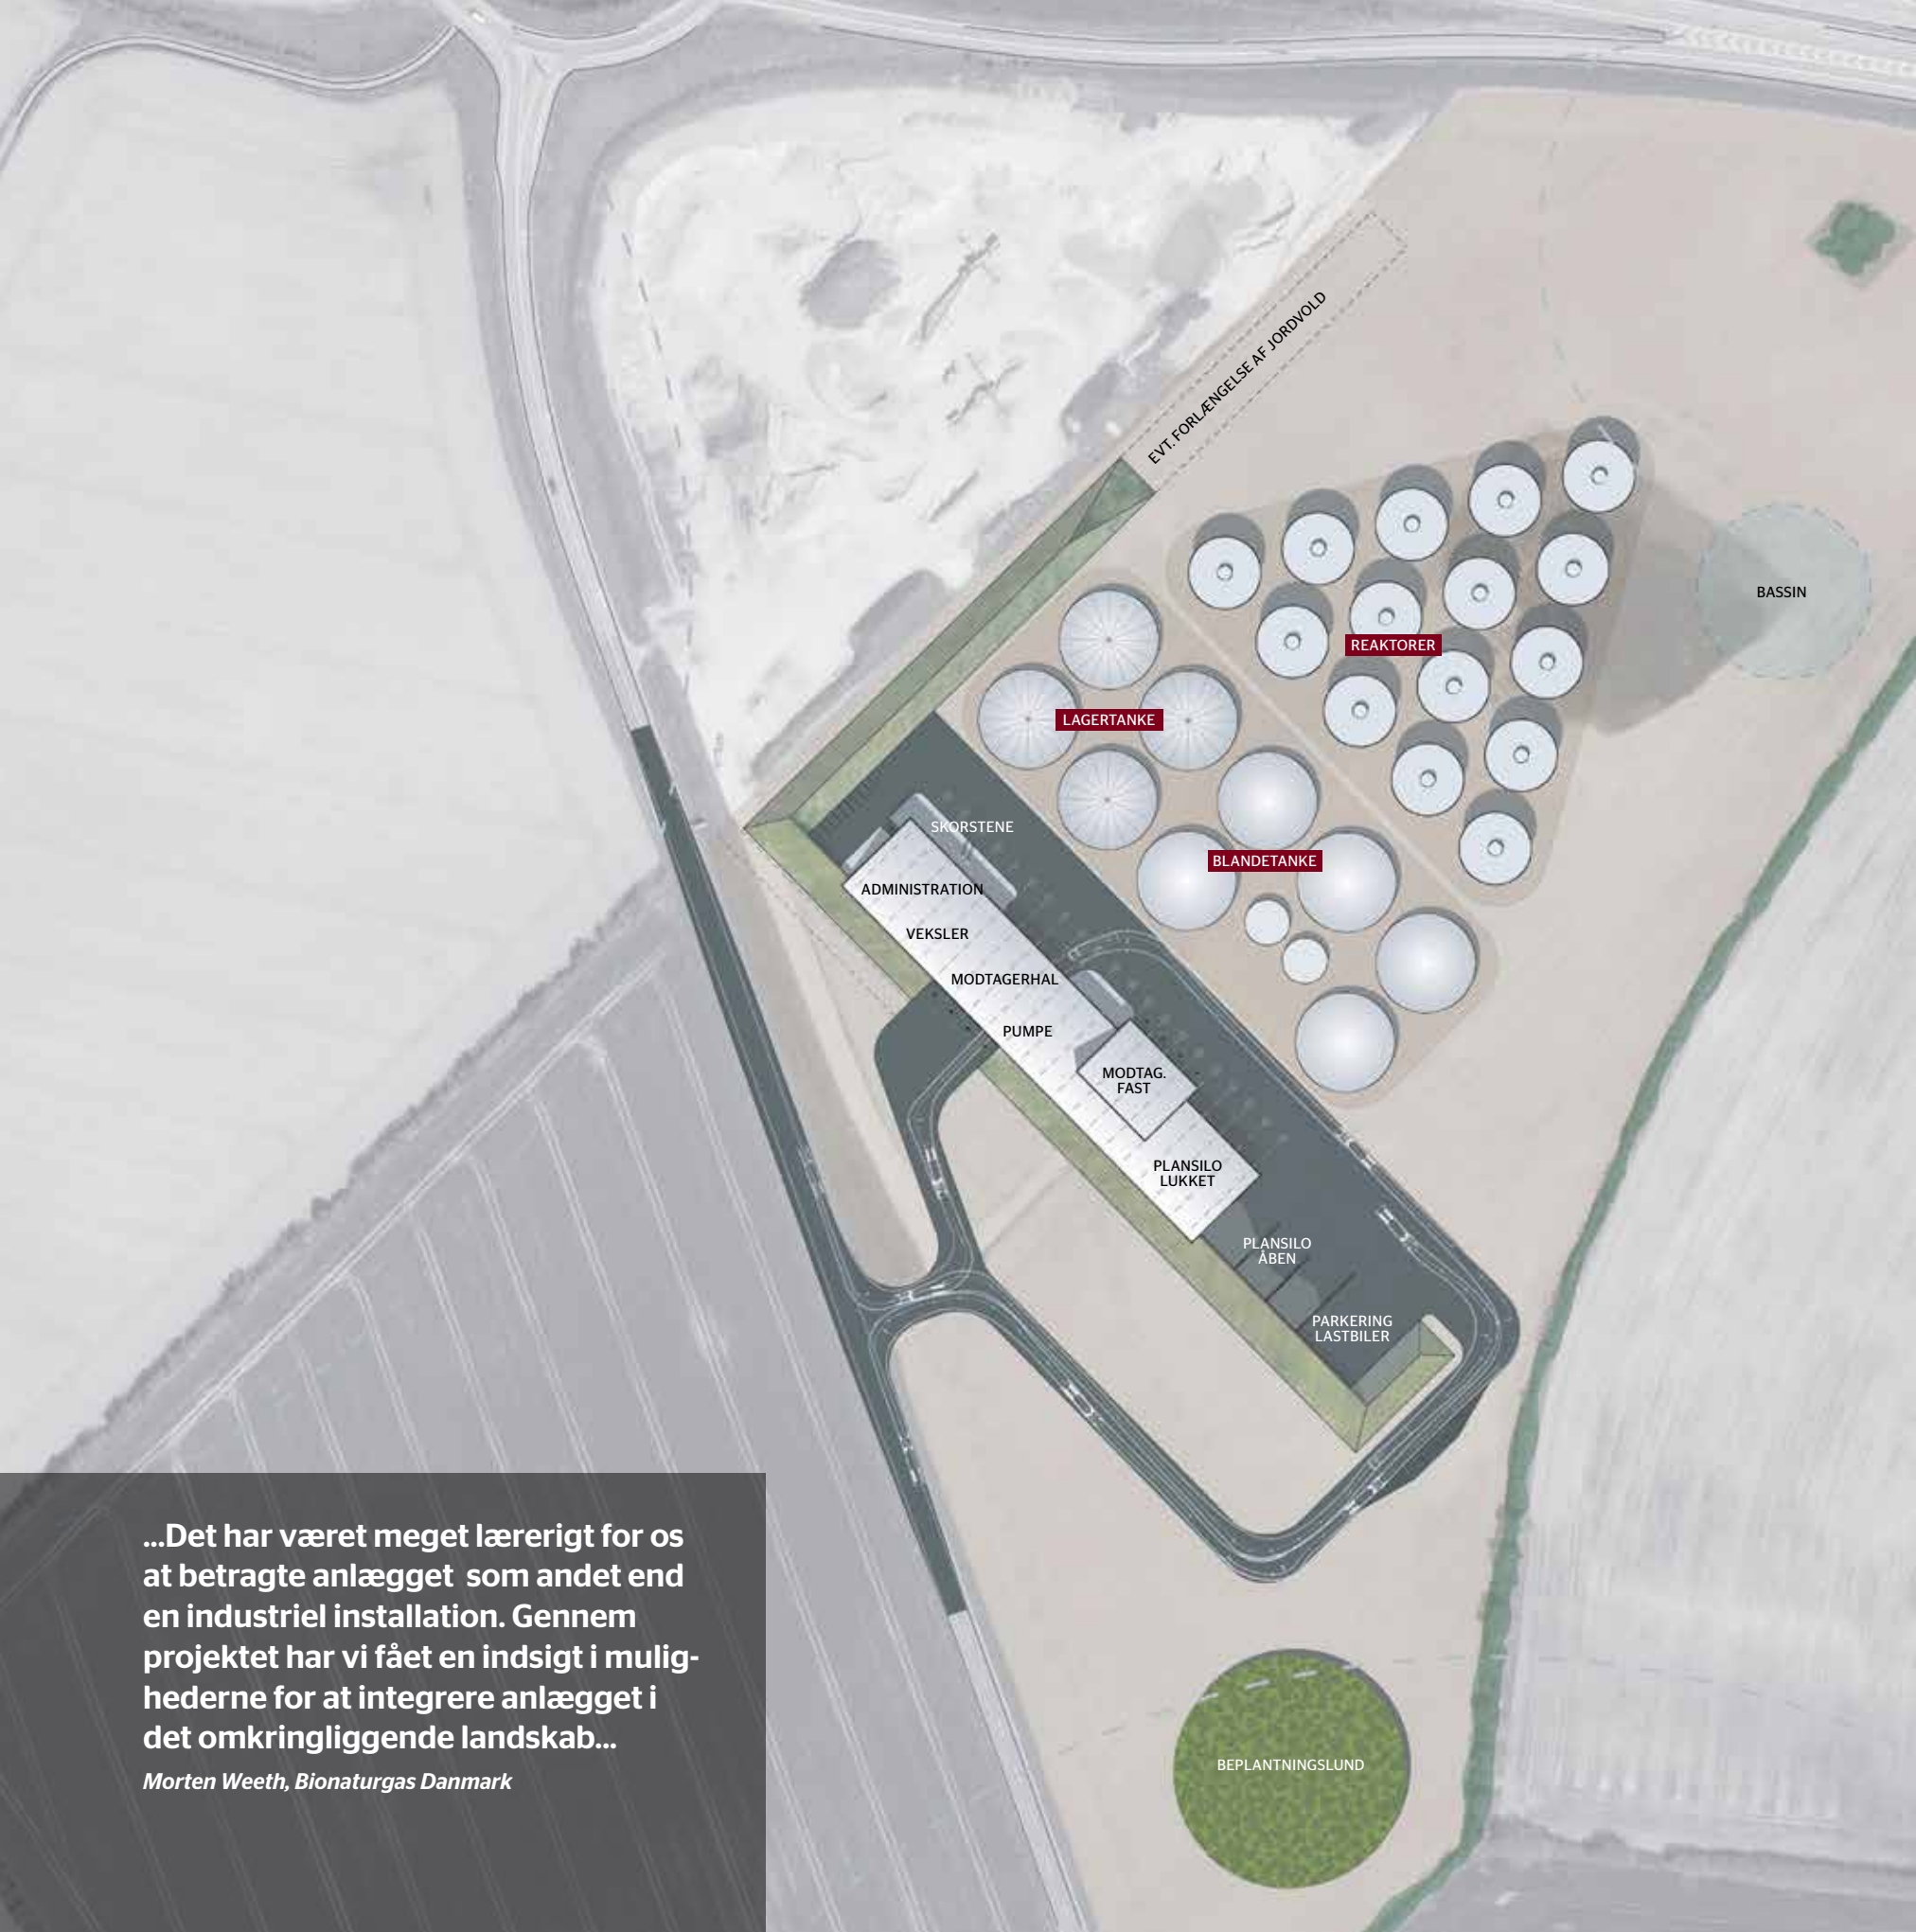 EVT. FORLÆNGELSE AF JORDVOLD
BASSIN
REAKTORER
LAGERTANKE
SKORSTENE
BLANDETANKE
ADMINISTRATION
VEKSLER
MODTAGERHAL
PUMPE
MODTAG.
FAST
PLANSILO
LUKKET
PLANSILO
ÅBEN
PARKERING
LASTBILER
...Det har været meget lærerigt for os
at betragte anlægget som andet end
en industriel installation. Gennem
projektet har vi fået en indsigt i mulig-
hederne for at integrere anlægget i
det omkringliggende landskab...
Morten Weeth, Bionaturgas Danmark
BEPLANTNINGSLUND